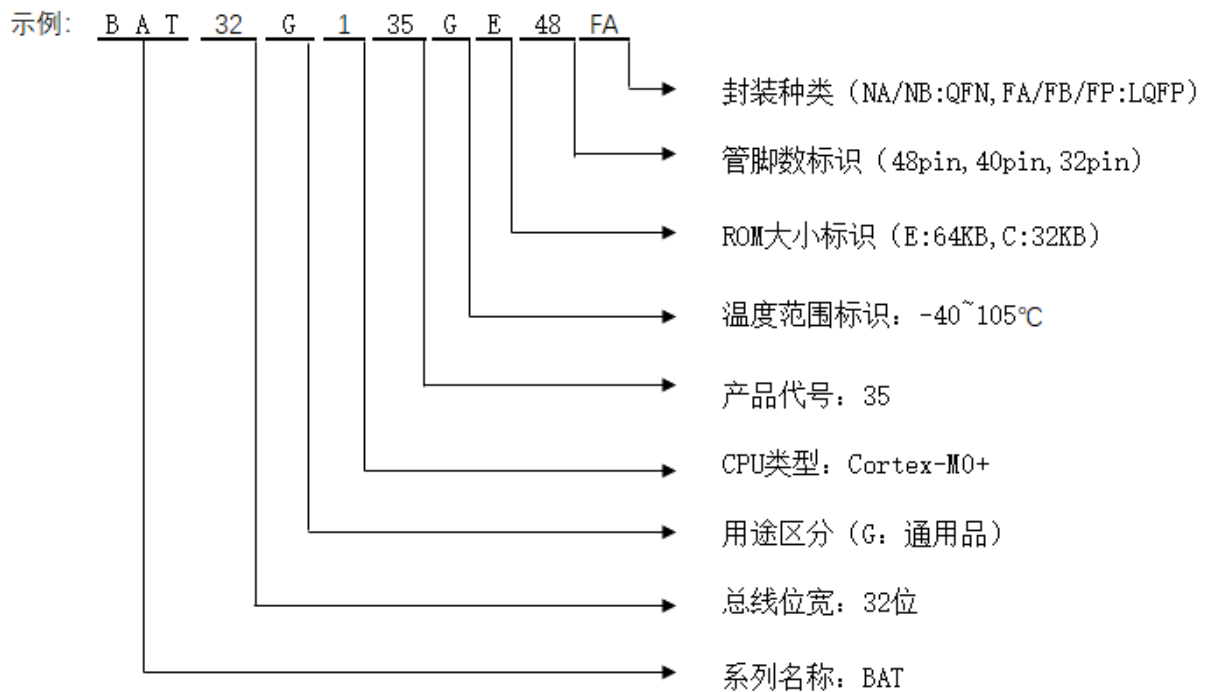 示例: BAT 32 G 1 35 G E 48 FA
封装种类（NA/NB:QFN,FA/FB/FP:LQFP）
管脚数标识（48pin,40pin,32pin）
ROM大小标识（E:64KB,C:32KB）
温度范围标识：-40~105℃
产品代号：35
CPU类型：Cortex-M0+
用途区分（G：通用品）
总线位宽：32位
系列名称：BAT